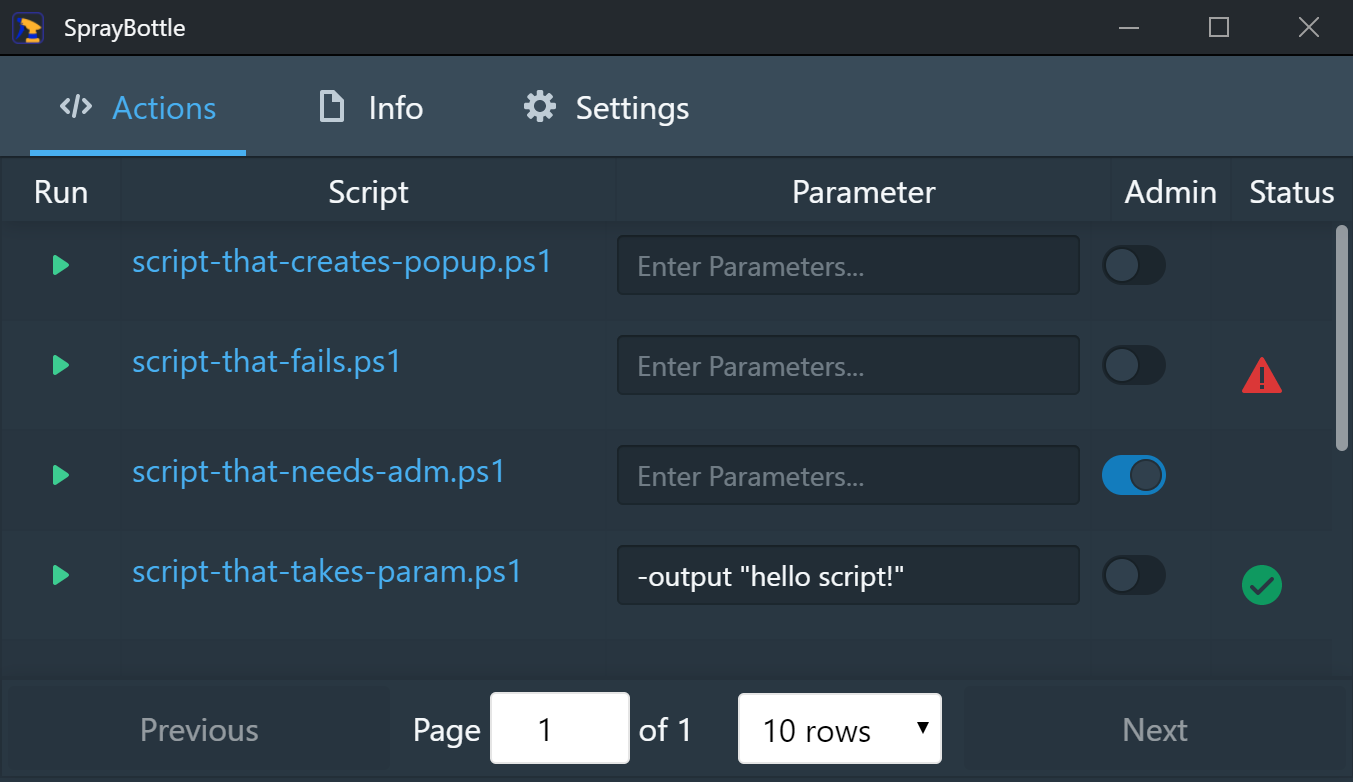 SprayBottle
Actions Info Settings
Run Script Parameter Admin Status
script-that-creates-popup.ps1 Enter Parameters...
script-that-fails.ps1 Enter Parameters...
script-that-needs-adm.ps1 Enter Parameters...
script-that-takes-param.ps1 -output "hello script!"
Previous Page 1 of 1 10 rows Next